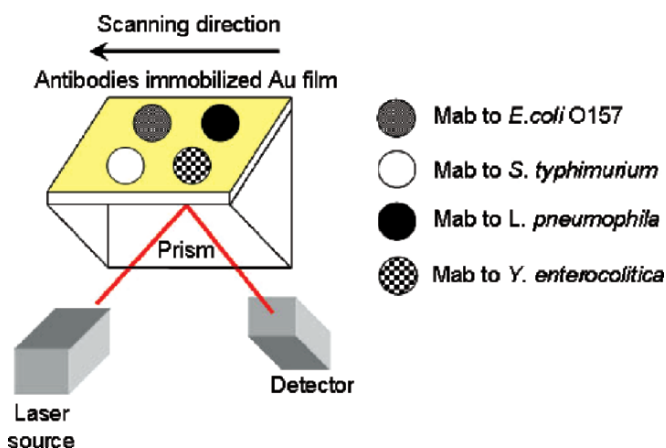 Scanning direction
Antibodies immobilized Au film
Mab to E.coli O157
Mab to S. typhimurium
Mab to L. pneumophila
Mab to Y. enterocolitica
Prism
Detector
Laser
source